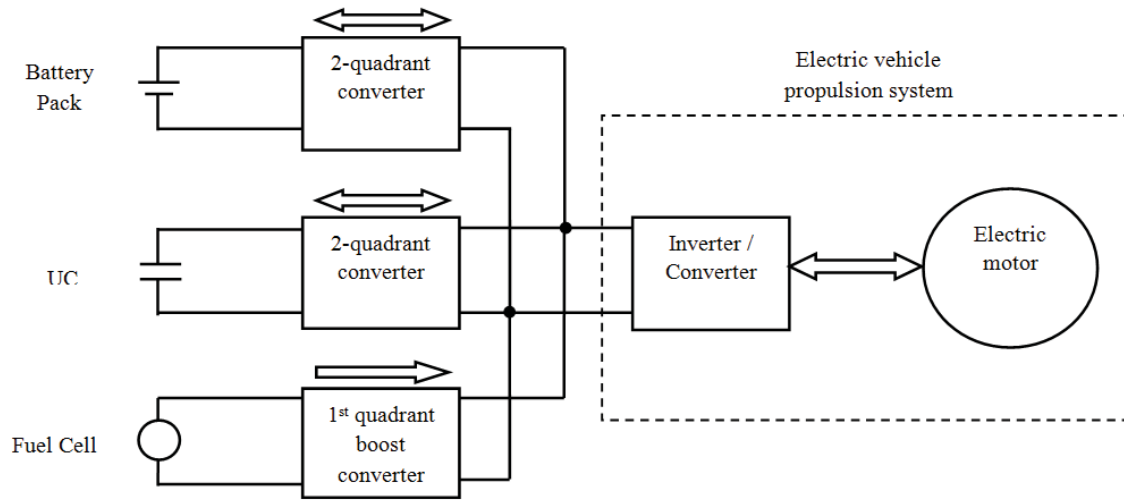 Battery
Pack
2-quadrant
converter
Electric vehicle
propulsion system
UC
2-quadrant
converter
Inverter /
Converter
Electric
motor
Fuel Cell
1st quadrant
boost
converter